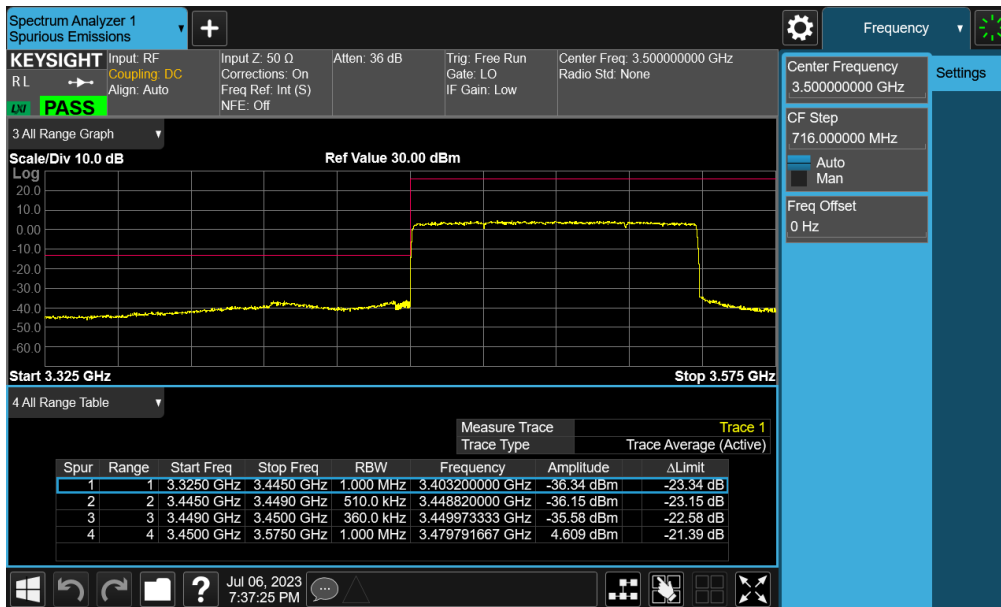 Spectrum Analyzer 1
Spurious Emissions
Frequency
KEYSIGHT
R L
LXI PASS
Input: RF
Coupling: DC
Align: Auto
Input Z: 50 Ω
Corrections: On
Freq Ref: Int (S)
NFE: Off
Atten: 36 dB
Trig: Free Run
Gate: LO
IF Gain: Low
Center Freq: 3.500000000 GHz
Radio Std: None
Center Frequency
3.500000000 GHz
Settings
CF Step
716.000000 MHz
Auto
Man
Freq Offset
0 Hz
3 All Range Graph
Scale/Div 10.0 dB
Ref Value 30.00 dBm
Log
20.0
10.0
0.00
-10.0
-20.0
-30.0
-40.0
-50.0
-60.0
Start 3.325 GHz
Stop 3.575 GHz
4 All Range Table
Measure Trace Trace 1
Trace Type Trace Average (Active)
Spur Range Start Freq Stop Freq RBW Frequency Amplitude ΔLimit
1 1 3.3250 GHz 3.4450 GHz 1.000 MHz 3.403200000 GHz -36.34 dBm -23.34 dB
2 2 3.4450 GHz 3.4490 GHz 510.0 kHz 3.448820000 GHz -36.15 dBm -23.15 dB
3 3 3.4490 GHz 3.4500 GHz 360.0 kHz 3.449973333 GHz -35.58 dBm -22.58 dB
4 4 3.4500 GHz 3.5750 GHz 1.000 MHz 3.479791667 GHz 4.609 dBm -21.39 dB
Jul 06, 2023
7:37:25 PM